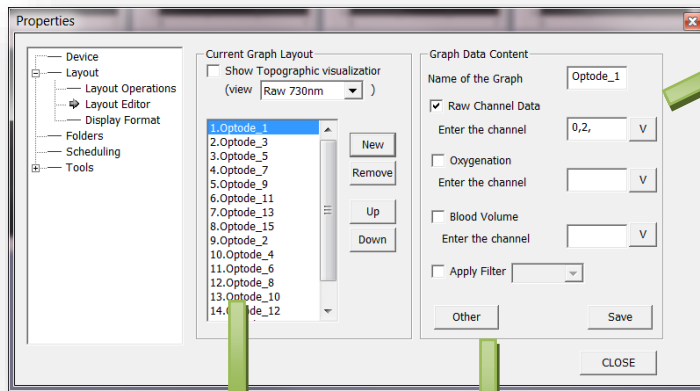 Properties
Device
Layout
Layout Operations
Layout Editor
Display Format
Folders
Scheduling
Tools
Current Graph Layout
Show Topographic visualizatior
(view Raw 730nm )
1.Optode_1
2.Optode_3
3.Optode_5
4.Optode_7
5.Optode_9
6.Optode_11
7.Optode_13
8.Optode_15
9.Optode_2
10.Optode_4
11.Optode_6
12.Optode_8
13.Optode_10
14.Optode_12
New
Remove
Up
Down
Graph Data Content
Name of the Graph Optode_1
Raw Channel Data
Enter the channel 0,2, V
Oxygenation
Enter the channel V
Blood Volume
Enter the channel V
Apply Filter
Other Save
CLOSE